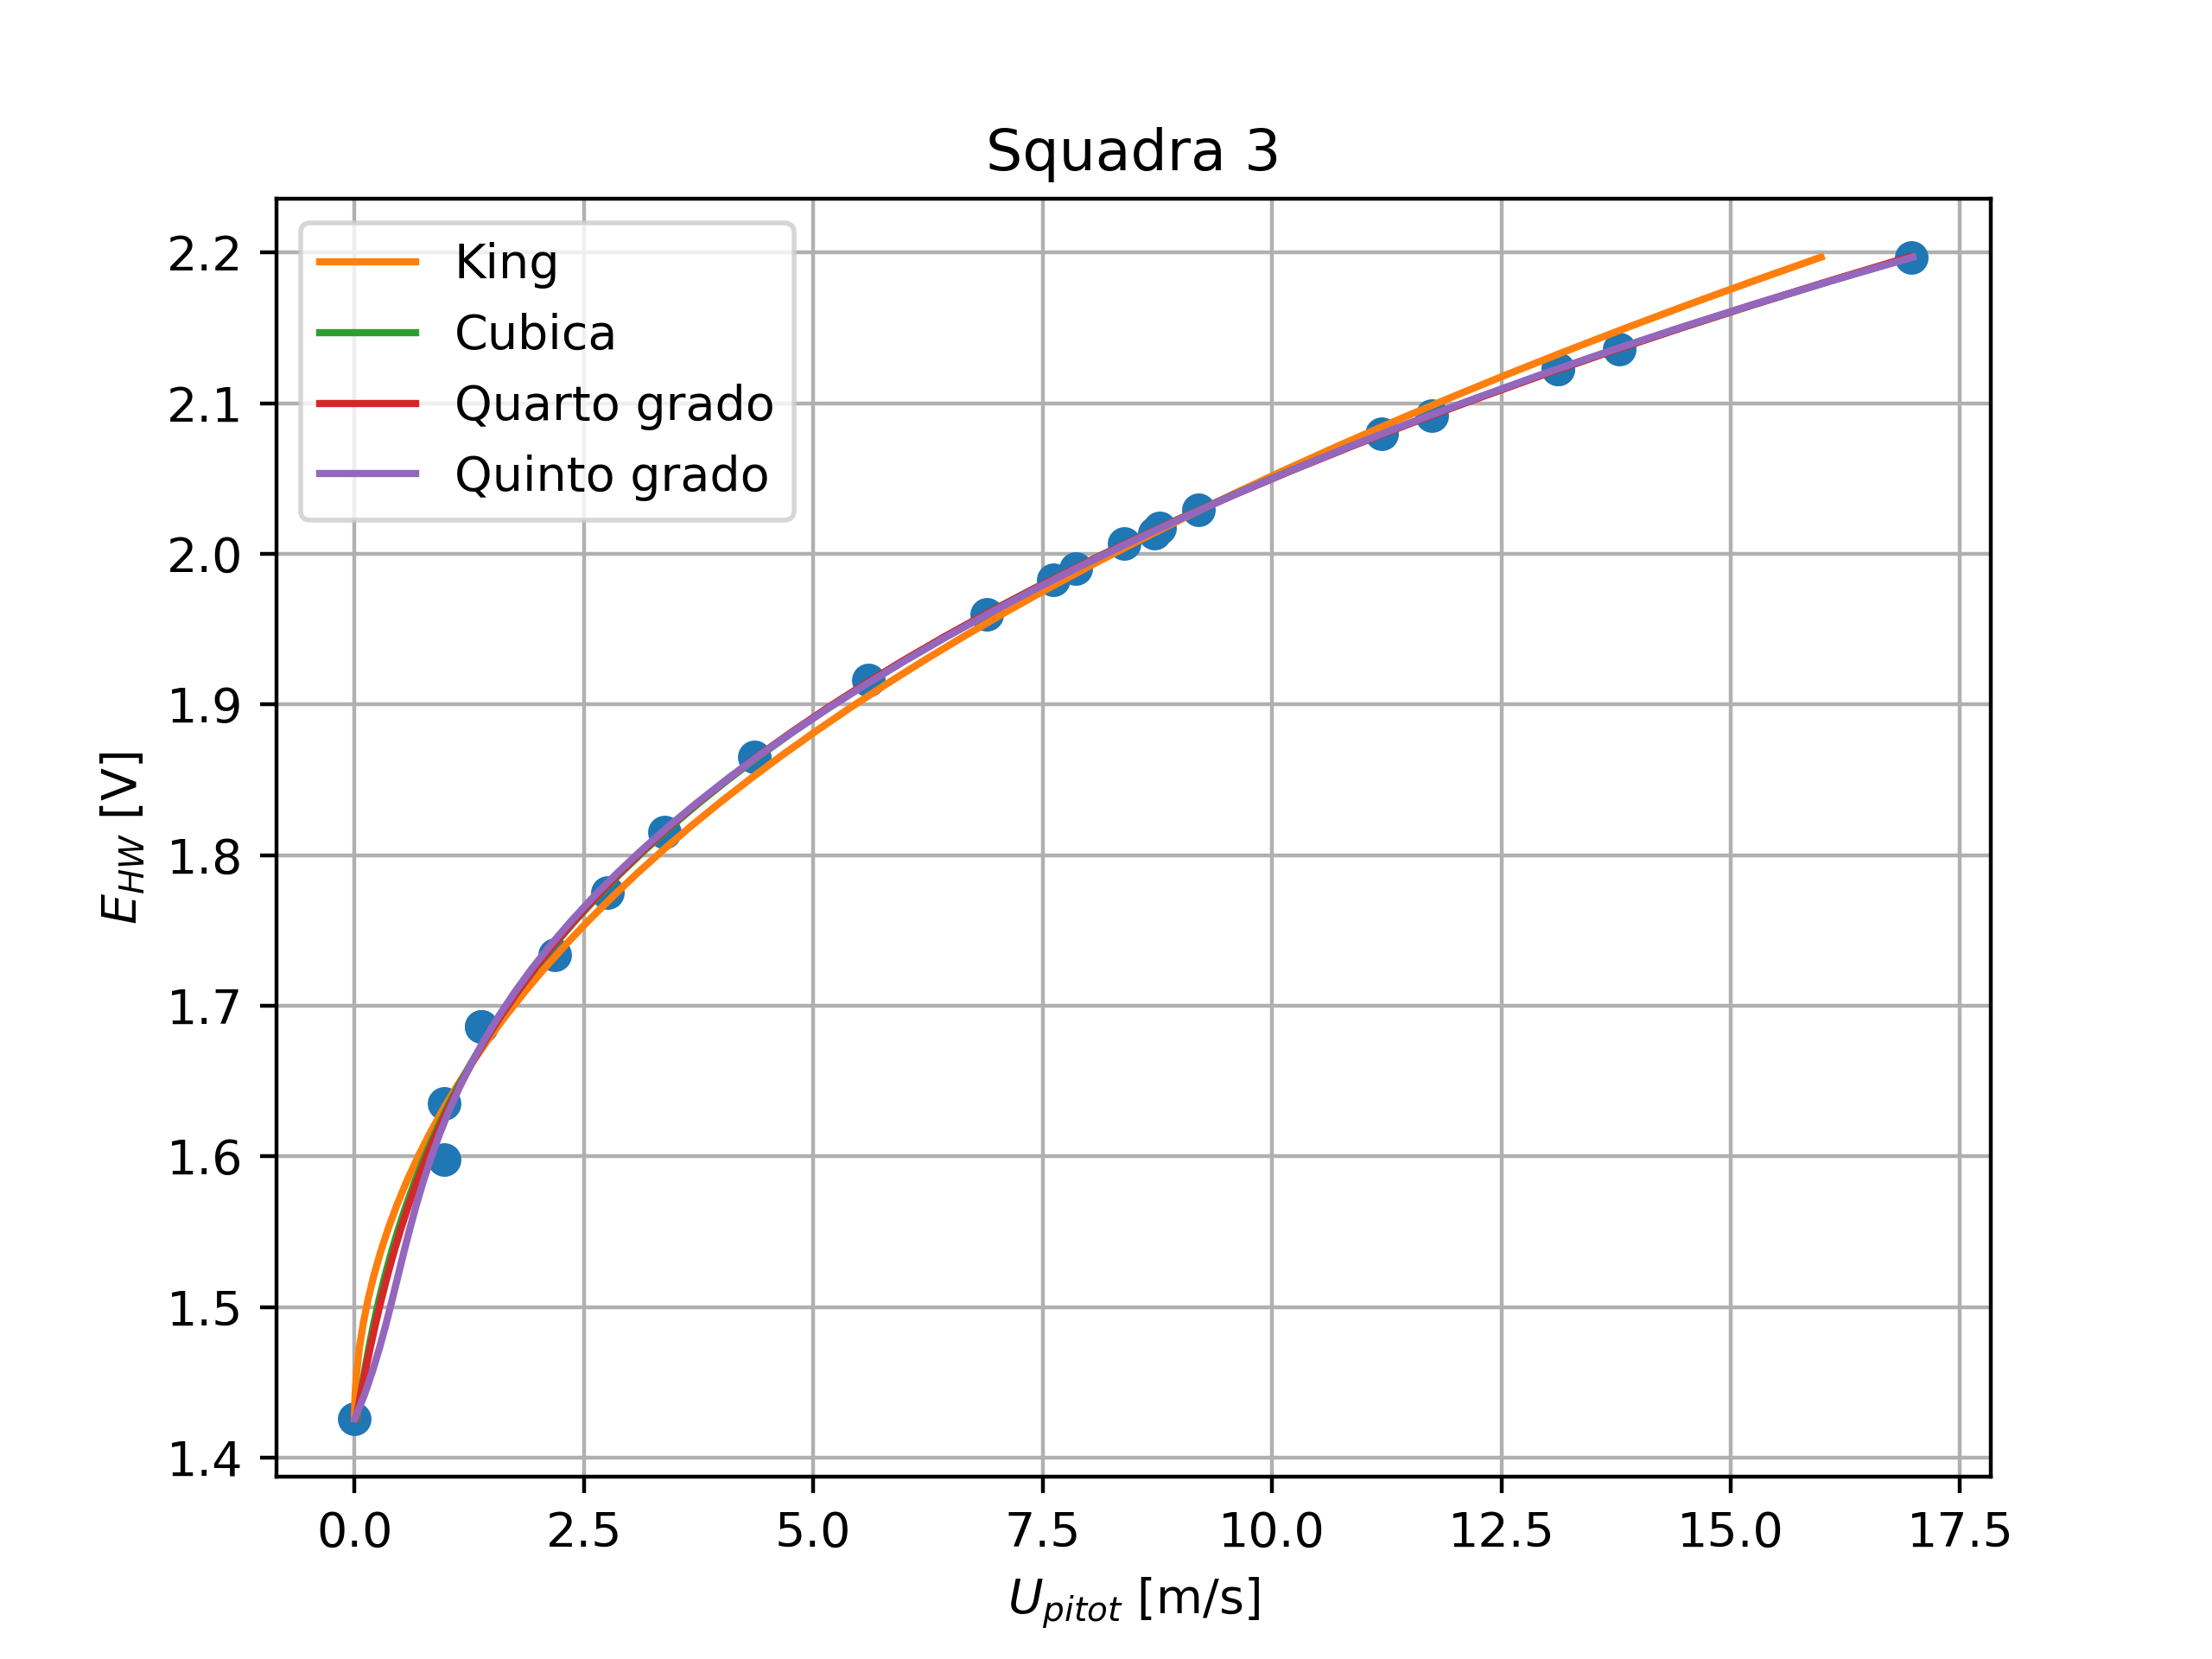 Squadra 3
King
Cubica
Quarto grado
Quinto grado
2.2
2.1
2.0
1.9
1.8
1.7
1.6
1.5
1.4
E_HW [V]
0.0 2.5 5.0 7.5 10.0 12.5 15.0 17.5
U_pitot [m/s]